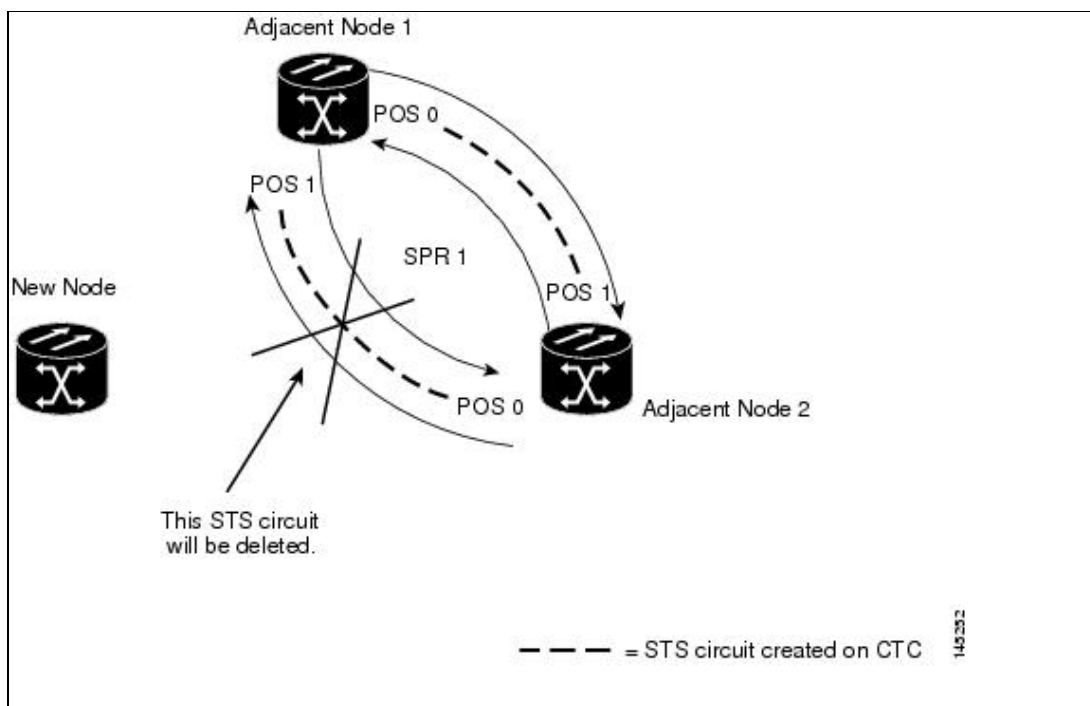 Adjacent Node 1
POS 0
POS 1
SPR 1
New Node
POS 1
POS 0
Adjacent Node 2
This STS circuit
will be deleted.
= STS circuit created on CTC
145252